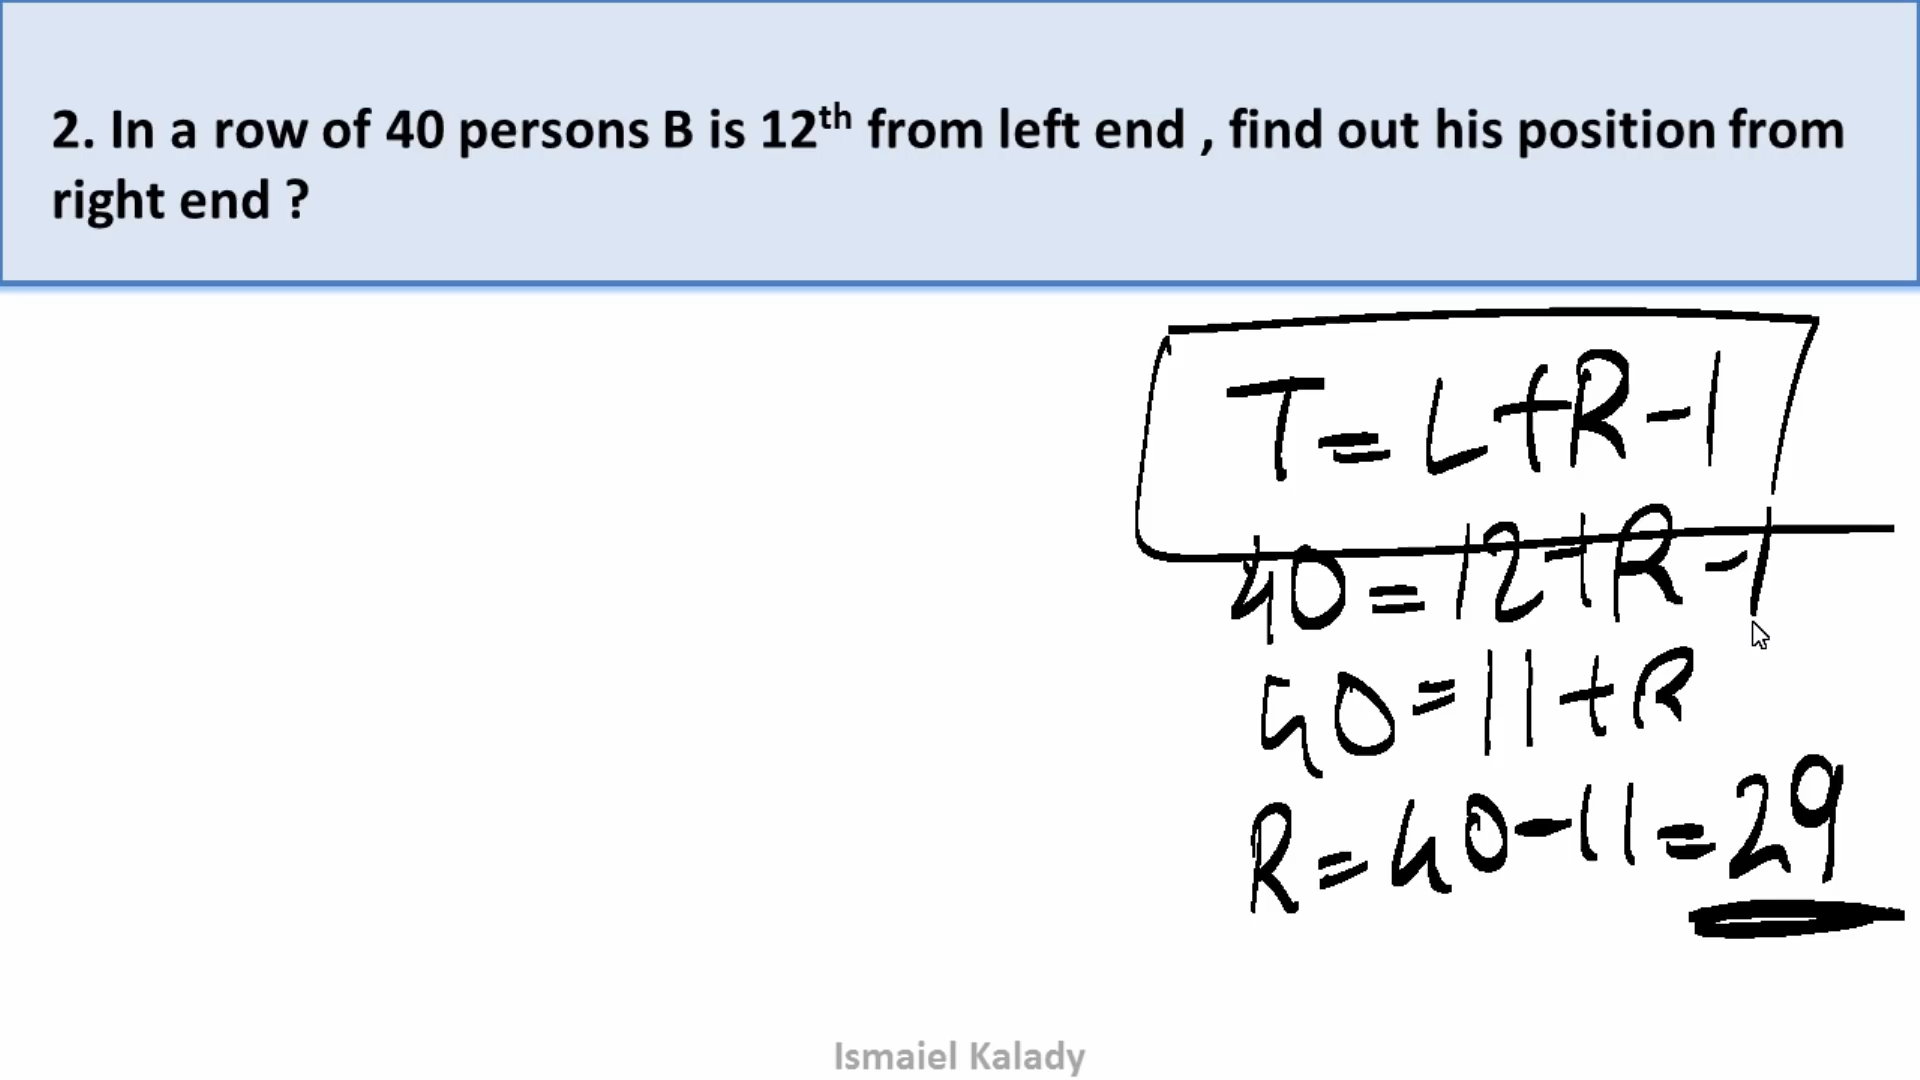 2. In a row of 40 persons B is 12th from left end , find out his position from
right end ?
T = L+R-1
40 = 12+R-1
40 = 11+R
R = 40-11 = 29
Ismaiel Kalady